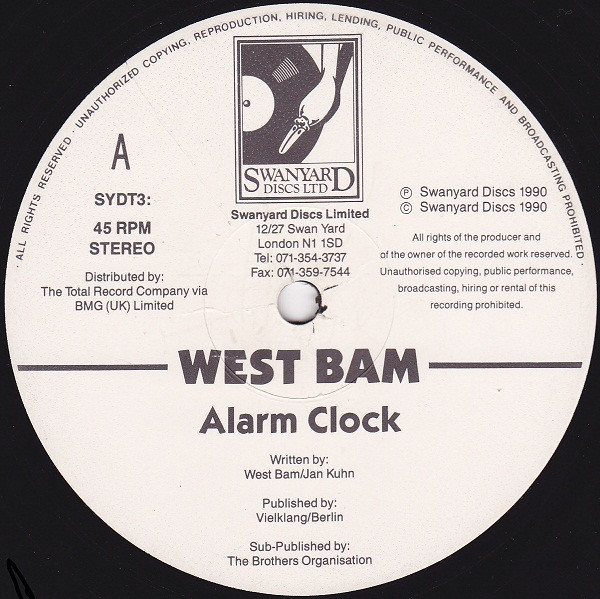 · ALL RIGHTS RESERVED · UNAUTHORIZED COPYING, REPRODUCTION, HIRING, LENDING, PUBLIC PERFORMANCE AND BROADCASTING PROHIBITED ·
SWANYARD
DISCS LTD
A
SYDT3:
45 RPM
STEREO
Distributed by:
The Total Record Company via
BMG (UK) Limited
Swanyard Discs Limited
12/27 Swan Yard
London N1 1SD
Tel: 071-354-3737
Fax: 071-359-7544
Ⓟ Swanyard Discs 1990
© Swanyard Discs 1990
All rights of the producer and
of the owner of the recorded work reserved.
Unauthorised copying, public performance,
broadcasting, hiring or rental of this
recording prohibited.
WEST BAM
Alarm Clock
Written by:
West Bam/Jan Kuhn
Published by:
Vielklang/Berlin
Sub-Published by:
The Brothers Organisation